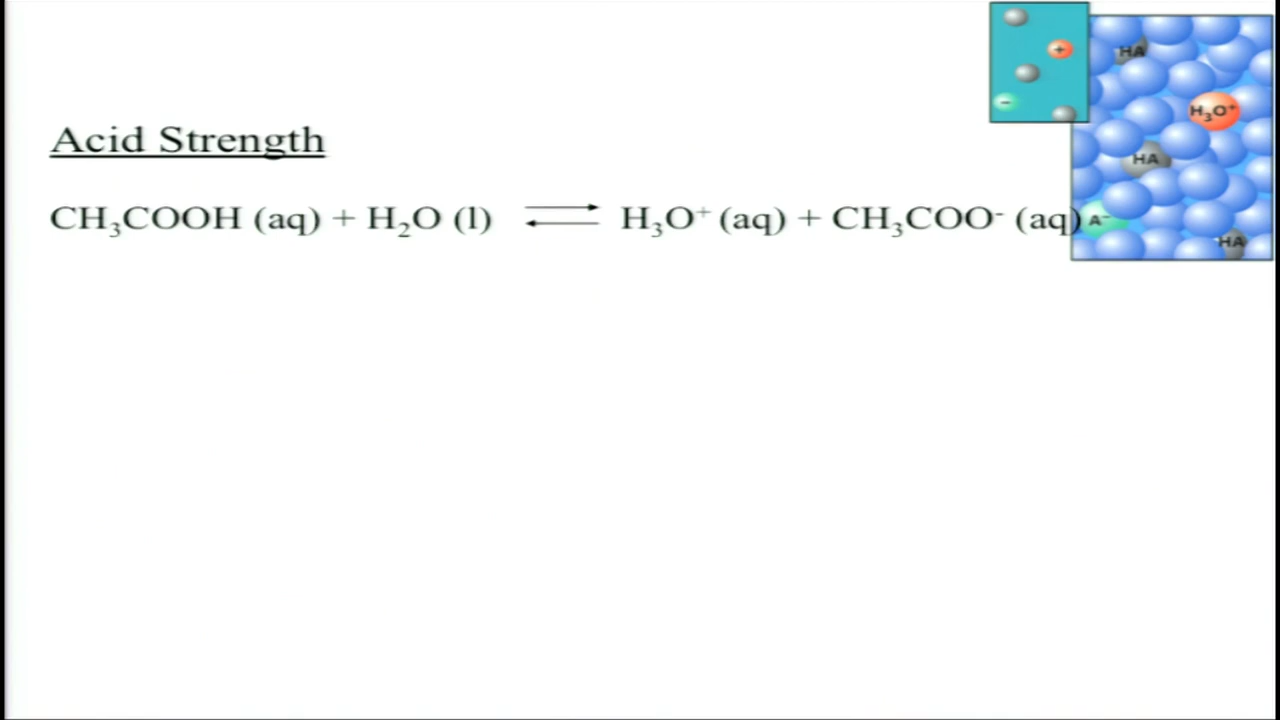 Acid Strength
CH₃COOH (aq) + H₂O (l) ⇌ H₃O⁺ (aq) + CH₃COO⁻ (aq)
+
−
HA
H₃O⁺
HA
A⁻
HA